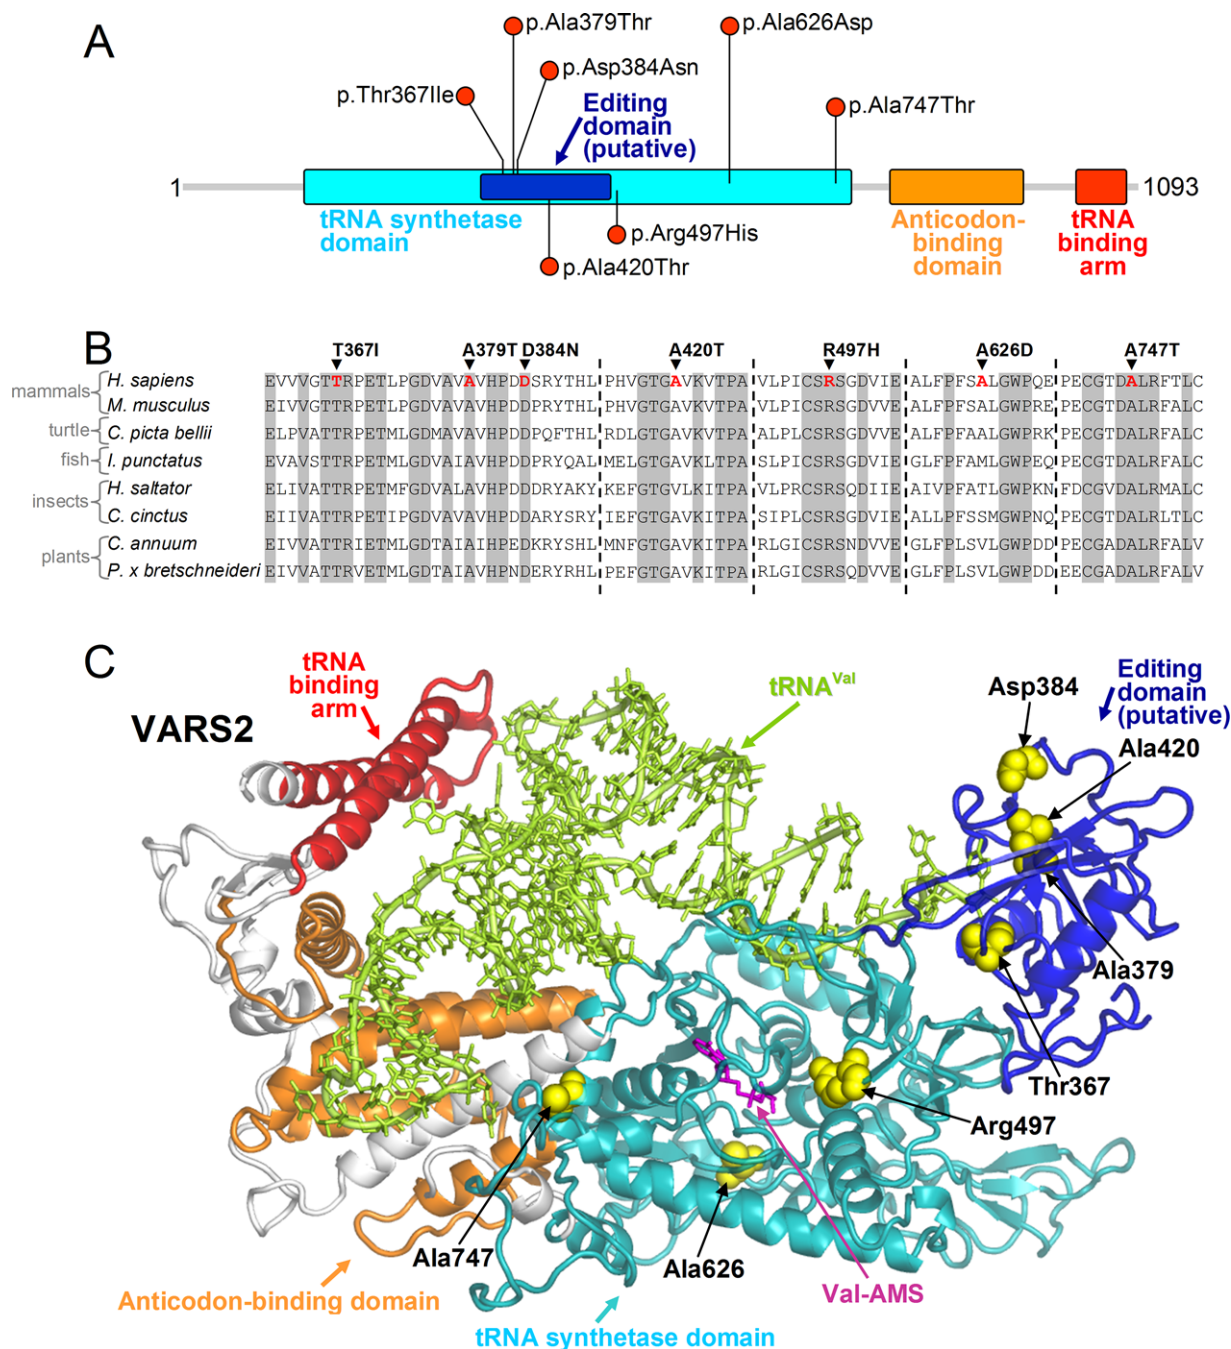 A
p.Ala379Thr
p.Ala626Asp
p.Asp384Asn
p.Thr367Ile
Editing
domain
(putative)
p.Ala747Thr
1
1093
tRNA synthetase
domain
p.Arg497His
p.Ala420Thr
Anticodon-
binding
domain
tRNA
binding
arm
B
T367I A379T D384N A420T R497H A626D A747T
mammals
H. sapiens EVVVGTTRPETLPGDVAVAVHPDDSRYTHL PHVGTGAVKVTPA VLPICSRSGDVIE ALFPFSALGWPQE PECGTDALRFTLC
M. musculus EVVVGTTRPETLPGDVAVAVHPDDPRYTHL PHVGTGAVKVTPA VLPICSRSGDVVE ALFPFSALGWPRE PECGTDALRFALC
turtle
C. picta bellii ELPVATTRPETMLGDMAVAVHPDDPQFTHL RDLGTGAVKVTPA ALPLCSRSGDVVE ALFPFAALGWPRK PECGTDALRFALC
fish
I. punctatus EVAVSTTRPETMLGDVAIAVHPDDPRYQAL MELGTGAVKLTPA SLPICSRSGDVIE GLFPFAMLGWPEQ PECGTDALRFALC
insects
H. saltator ELIVATTRPETMFGDVALAVHPDDDRYAKY KEFGTGVLKITPA VLPRCSRSQDIIE AIVPFATLGWPKN FDCGVDALRMALC
C. cinctus EIIVATTRPETIPGDVAVAVHPDDARYSRY IEFGTGAVKITPA SIPLCSRSGDVIE ALLPFSSMGWPNQ PECGTDALRLTLC
plants
C. annuum EIVVATTRIETMLGDTAIAIHPEDKRYSHL MNFGTGAVKITPA RLGICSRSNDVVE GLFPLSVLGWPDD PECGADALRFALV
P. x bretschneideri EIVVATTRVETMLGDTAIAVHPNDERYRHL PEFGTGAVKITPA RLGICSRSGDVVE GLFPLSVLGWPDD EECGADALRFALV
C
tRNA
binding
arm
VARS2
tRNAVal
Asp384
Editing
domain
(putative)
Ala420
Ala379
Thr367
Arg497
Ala747
Ala626
Val-AMS
Anticodon-binding domain
tRNA synthetase domain